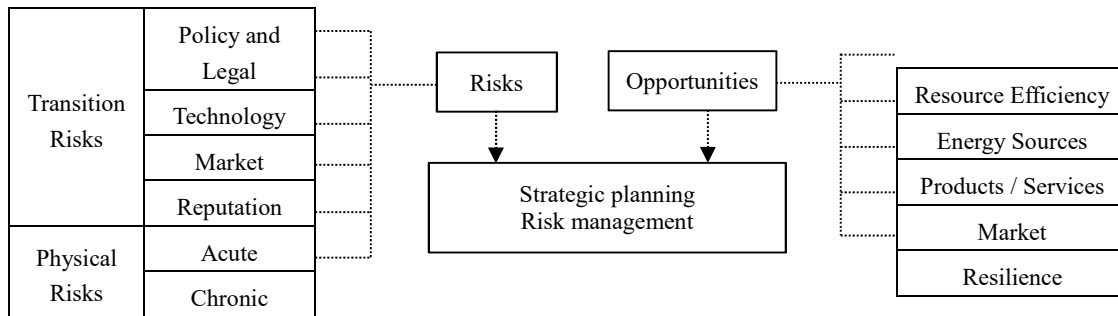 Transition
Risks
Policy and
Legal
Technology
Market
Reputation
Physical
Risks
Acute
Chronic
Risks
Opportunities
Strategic planning
Risk management
Resource Efficiency
Energy Sources
Products / Services
Market
Resilience